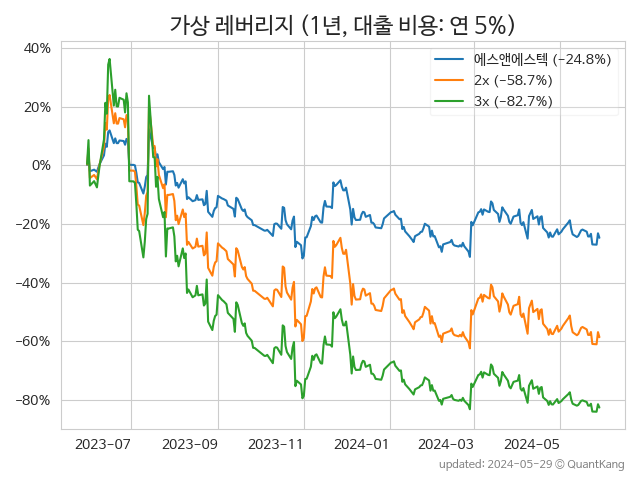 가상 레버리지 (1년, 대출 비용: 연 5%)
에스앤에스텍 (−24.8%)
2x (−58.7%)
3x (−82.7%)
40%
20%
0%
−20%
−40%
−60%
−80%
2023-07
2023-09
2023-11
2024-01
2024-03
2024-05
updated: 2024-05-29 © QuantKang